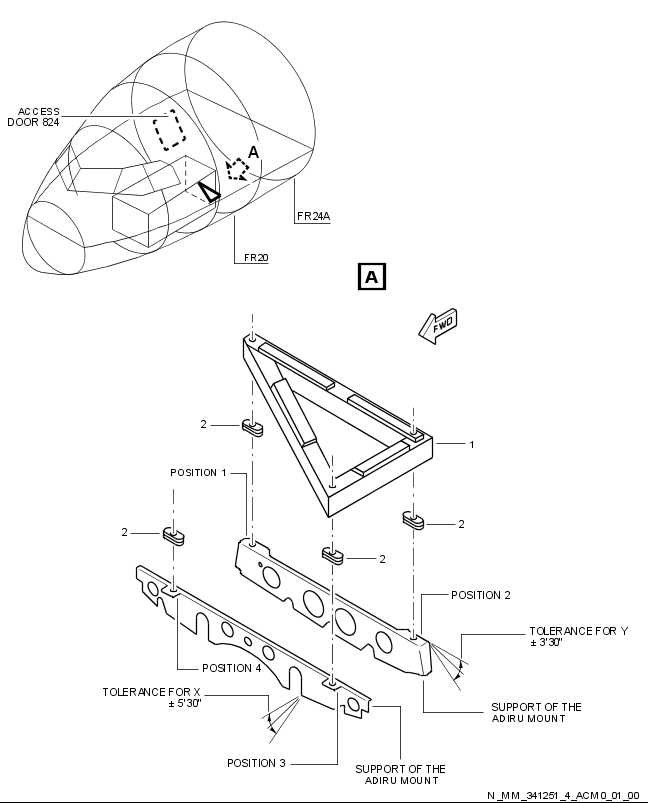 ACCESS
DOOR 824
A
FR24A
FR20
A
FWD
2
1
POSITION 1
2
2
2
POSITION 2
TOLERANCE FOR Y
± 3'30"
POSITION 4
TOLERANCE FOR X
± 5'30"
SUPPORT OF THE
ADIRU MOUNT
POSITION 3
SUPPORT OF THE
ADIRU MOUNT
N_MM_341251_4_ACM0_01_00